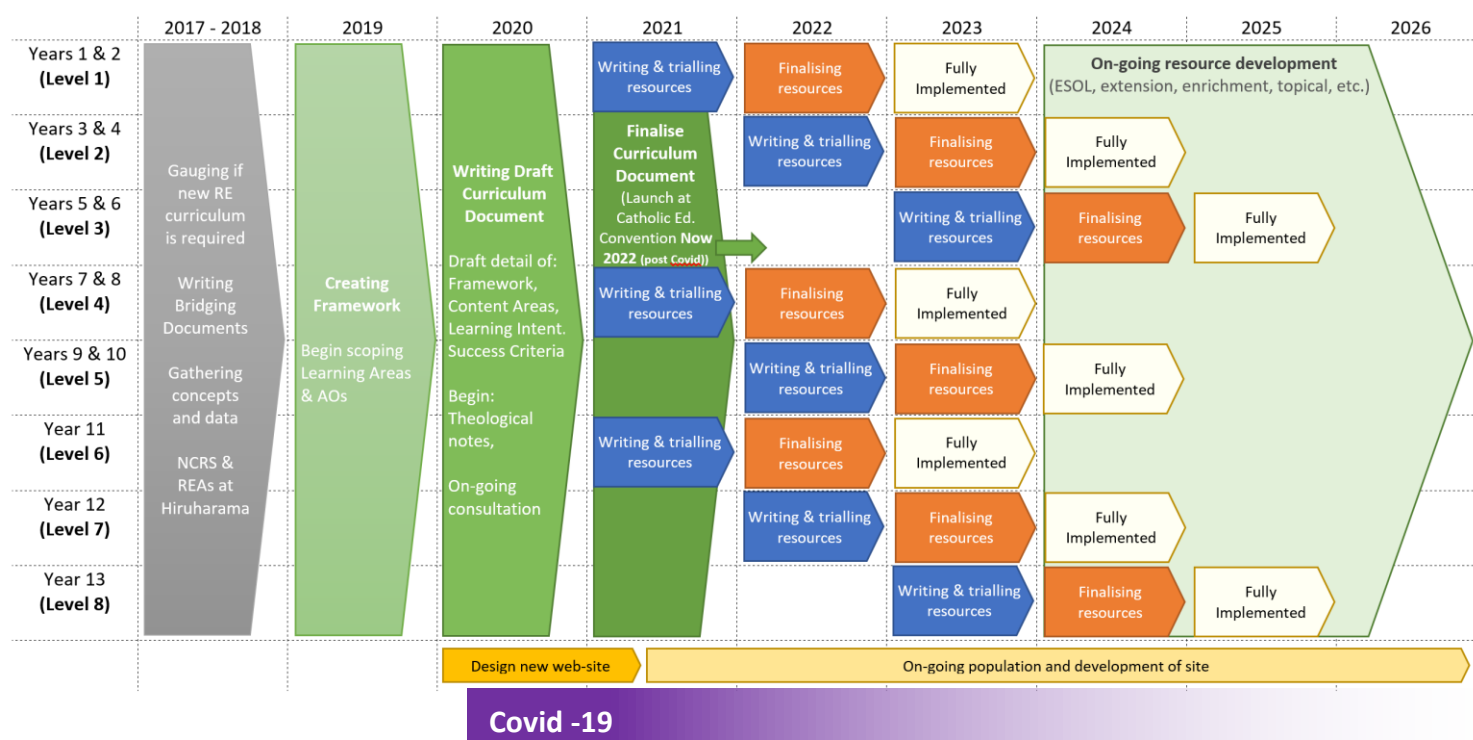 2017 - 2018
2019
2020
2021
2022
2023
2024
2025
2026
Years 1 & 2
(Level 1)
Years 3 & 4
(Level 2)
Years 5 & 6
(Level 3)
Years 7 & 8
(Level 4)
Years 9 & 10
(Level 5)
Year 11
(Level 6)
Year 12
(Level 7)
Year 13
(Level 8)
Gauging if
new RE
curriculum
is required
Writing
Bridging
Documents
Gathering
concepts
and data
NCRS &
REAs at
Hiruharama
Creating
Framework
Begin scoping
Learning Areas
& AOs
Writing Draft
Curriculum
Document
Draft detail of:
Framework,
Content Areas,
Learning Intent.
Success Criteria
Begin:
Theological
notes,
On-going
consultation
Writing & trialling
resources
Finalising
resources
Fully
Implemented
On-going resource development
(ESOL, extension, enrichment, topical, etc.)
Finalise
Curriculum
Document
(Launch at
Catholic Ed.
Convention Now
2022 (post Covid))
Writing & trialling
resources
Finalising
resources
Fully
Implemented
Writing & trialling
resources
Finalising
resources
Fully
Implemented
Writing & trialling
resources
Finalising
resources
Fully
Implemented
Writing & trialling
resources
Finalising
resources
Fully
Implemented
Writing & trialling
resources
Finalising
resources
Fully
Implemented
Writing & trialling
resources
Finalising
resources
Fully
Implemented
Writing & trialling
resources
Finalising
resources
Fully
Implemented
Design new web-site
On-going population and development of site
Covid -19